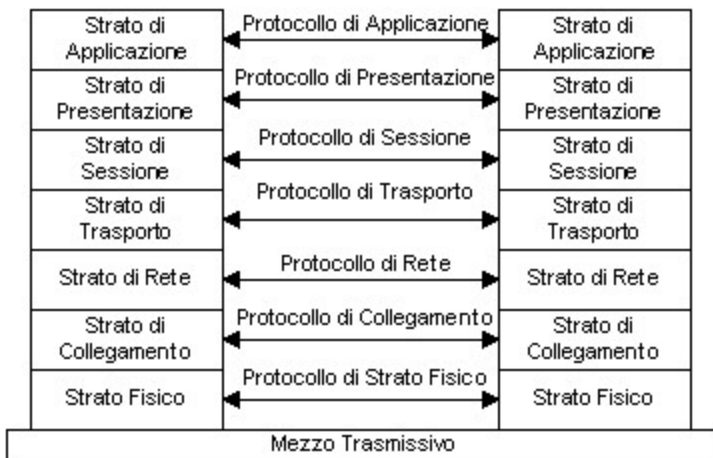 Strato di
Applicazione
Protocollo di Applicazione
Strato di
Applicazione
Strato di
Presentazione
Protocollo di Presentazione
Strato di
Presentazione
Strato di
Sessione
Protocollo di Sessione
Strato di
Sessione
Strato di
Trasporto
Protocollo di Trasporto
Strato di
Trasporto
Strato di Rete
Protocollo di Rete
Strato di Rete
Strato di
Collegamento
Protocollo di Collegamento
Strato di
Collegamento
Strato Fisico
Protocollo di Strato Fisico
Strato Fisico
Mezzo Trasmissivo